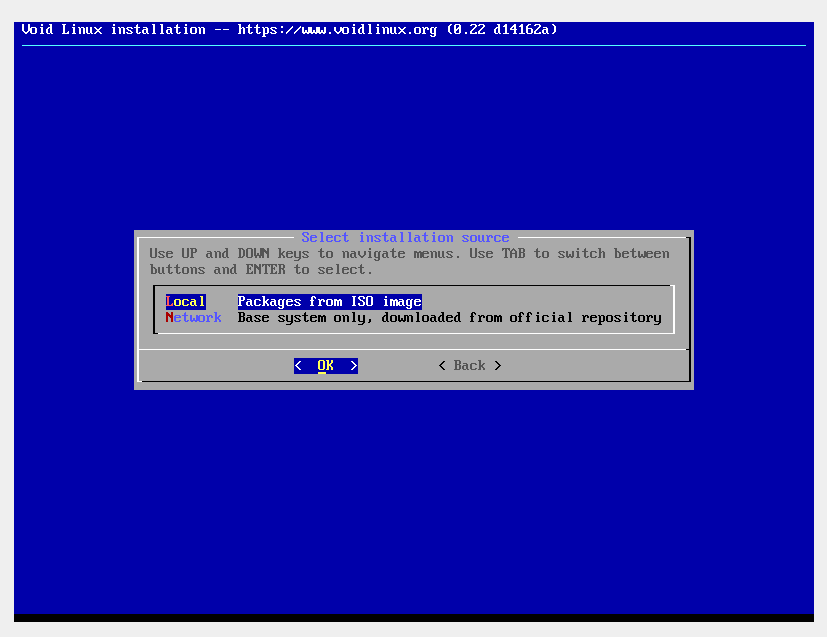 Void Linux installation -- https://www.voidlinux.org (0.22 d14162a)
Select installation source
Use UP and DOWN keys to navigate menus. Use TAB to switch between
buttons and ENTER to select.
Local Packages from ISO image
Network Base system only, downloaded from official repository
< OK > < Back >